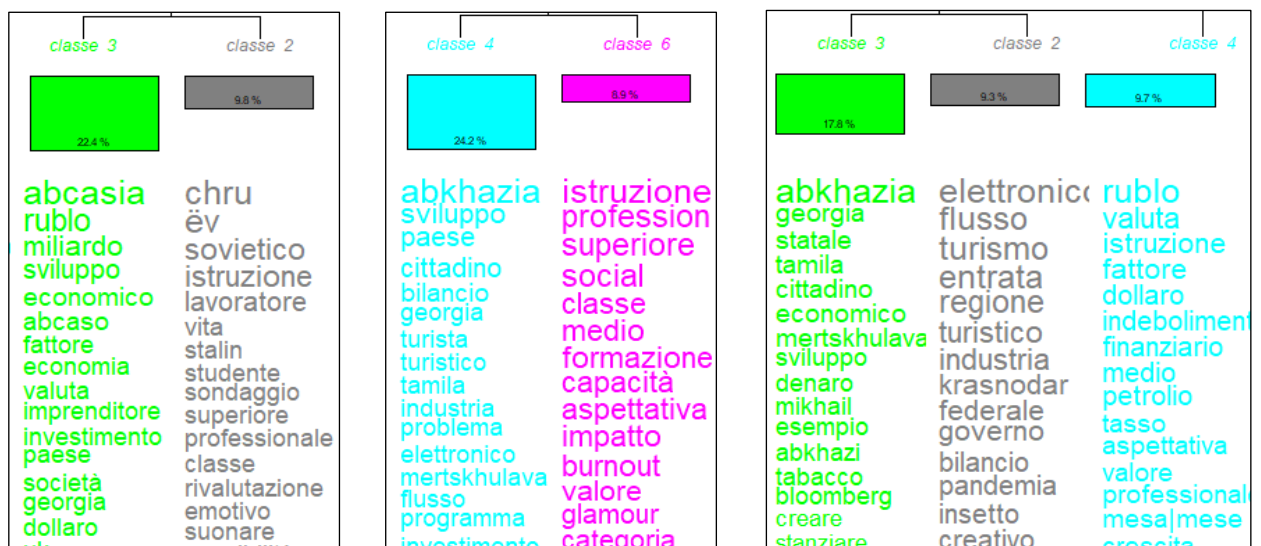 classe 3
classe 2
22.4 %
9.8 %
abcasia
rublo
miliardo
sviluppo
economico
abcaso
fattore
economia
valuta
imprenditore
investimento
paese
società
georgia
dollaro
chru
ëv
sovietico
istruzione
lavoratore
vita
stalin
studente
sondaggio
superiore
professionale
classe
rivalutazione
emotivo
suonare
classe 4
classe 6
24.2 %
8.9 %
abkhazia
sviluppo
paese
cittadino
bilancio
georgia
turista
turistico
tamila
industria
problema
elettronico
mertskhulava
flusso
programma
investimento
istruzione
profession
superiore
social
classe
medio
formazione
capacità
aspettativa
impatto
burnout
valore
glamour
categoria
classe 3
classe 2
classe 4
17.8 %
9.3 %
9.7 %
abkhazia
georgia
statale
tamila
cittadino
economico
mertskhulava
sviluppo
denaro
mikhail
esempio
abkhazi
tabacco
bloomberg
creare
stanziare
elettronico
flusso
turismo
entrata
regione
turistico
industria
krasnodar
federale
governo
bilancio
pandemia
insetto
creativo
rublo
valuta
istruzione
fattore
dollaro
indeboliment
finanziario
medio
petrolio
tasso
aspettativa
valore
professional
mesa|mese
crescita